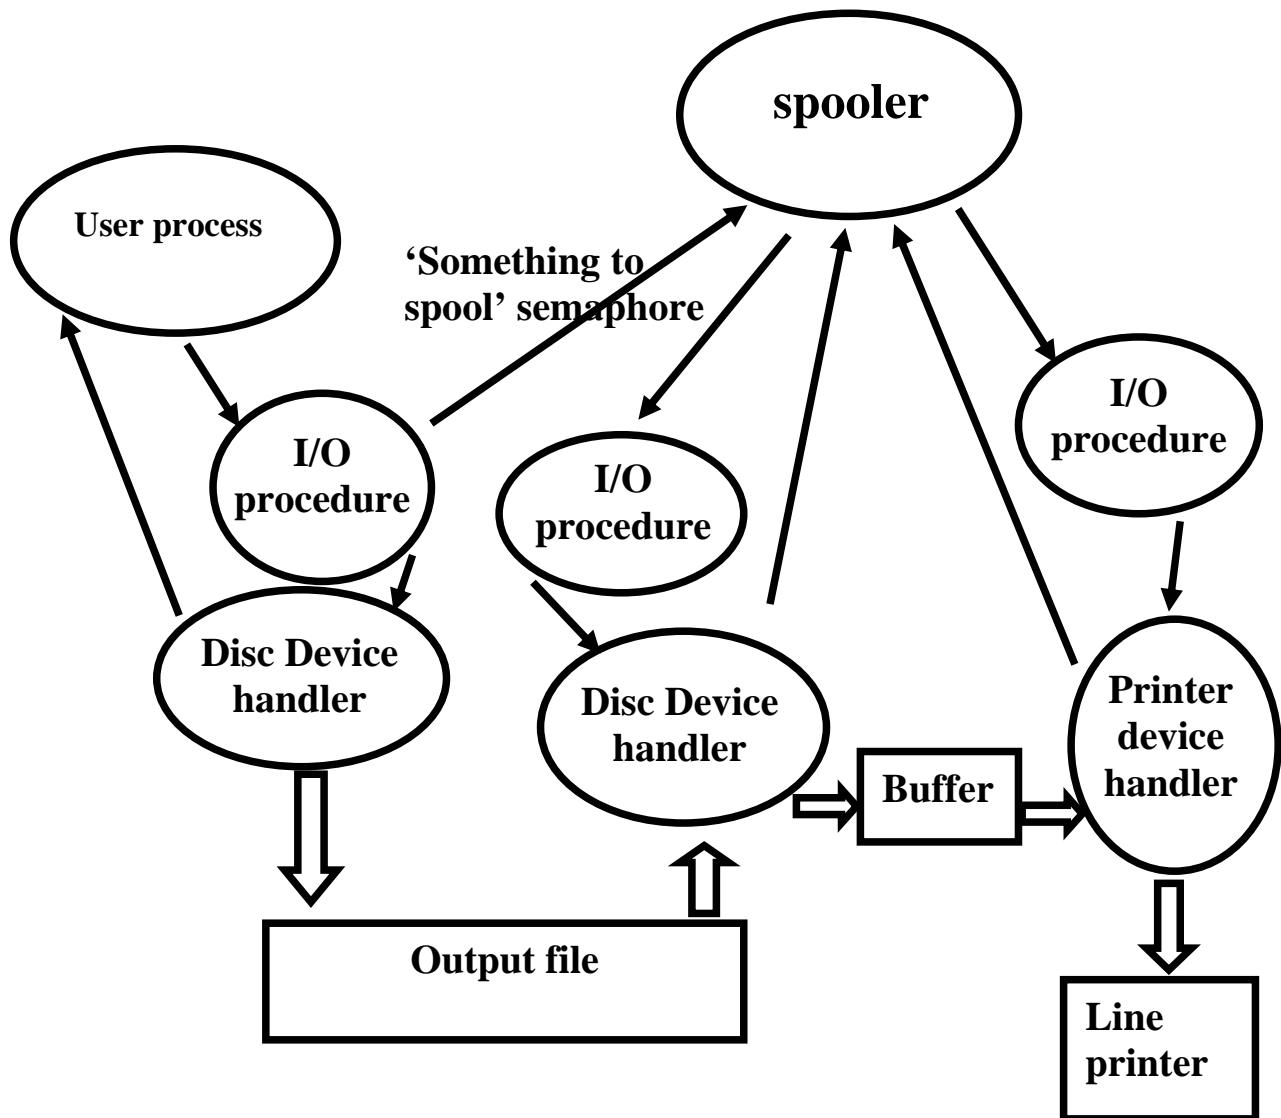 spooler
User process
‘Something to
spool’ semaphore
I/O
procedure
I/O
procedure
I/O
procedure
Disc Device
handler
Disc Device
handler
Printer
device
handler
Buffer
Output file
Line
printer